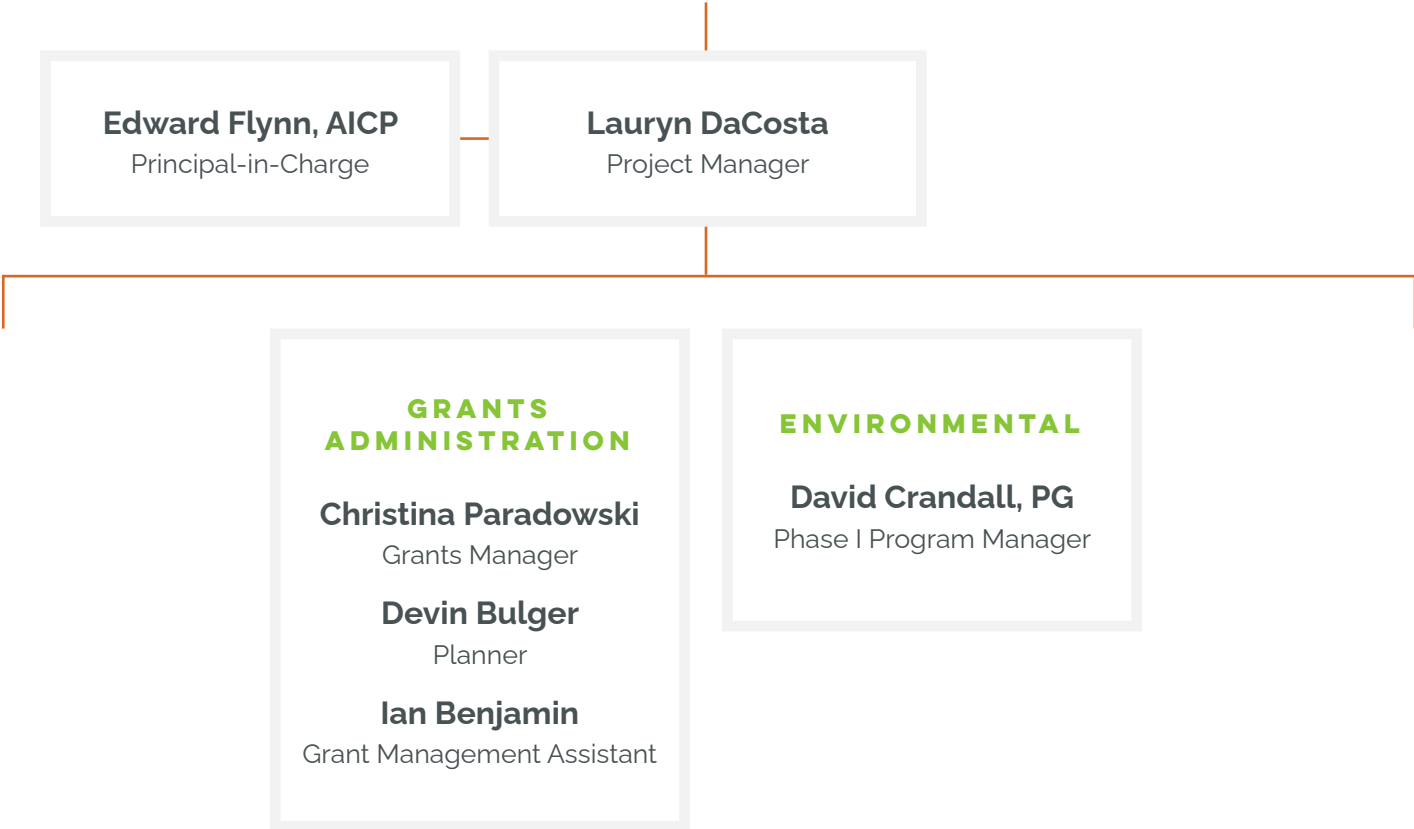 Edward Flynn, AICP
Principal-in-Charge
Lauryn DaCosta
Project Manager
GRANTS
ADMINISTRATION
Christina Paradowski
Grants Manager
Devin Bulger
Planner
Ian Benjamin
Grant Management Assistant
ENVIRONMENTAL
David Crandall, PG
Phase I Program Manager